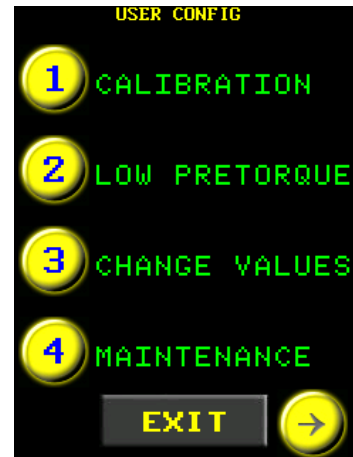 USER CONFIG
1 CALIBRATION
2 LOW PRETORQUE
3 CHANGE VALUES
4 MAINTENANCE
EXIT →